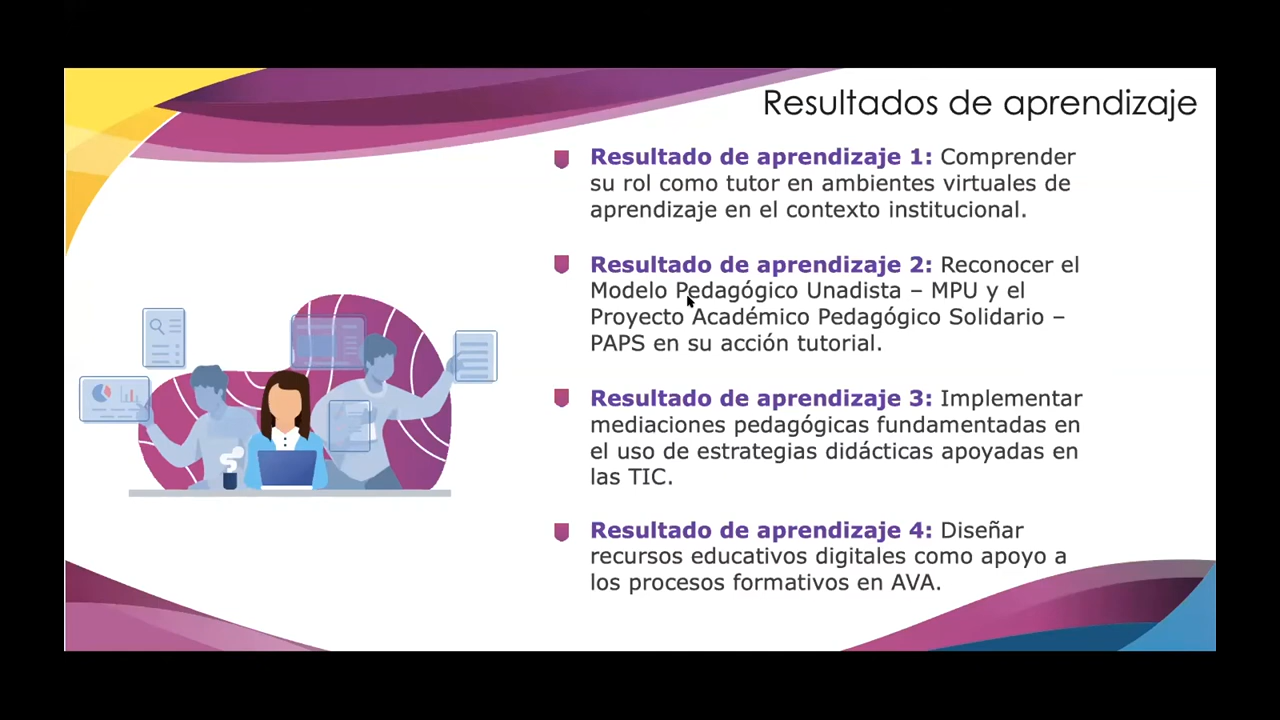 Resultados de aprendizaje
Resultado de aprendizaje 1: Comprender
su rol como tutor en ambientes virtuales de
aprendizaje en el contexto institucional.
Resultado de aprendizaje 2: Reconocer el
Modelo Pedagógico Unadista – MPU y el
Proyecto Académico Pedagógico Solidario –
PAPS en su acción tutorial.
Resultado de aprendizaje 3: Implementar
mediaciones pedagógicas fundamentadas en
el uso de estrategias didácticas apoyadas en
las TIC.
Resultado de aprendizaje 4: Diseñar
recursos educativos digitales como apoyo a
los procesos formativos en AVA.